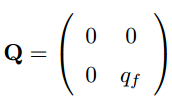 Q = ( 0 0
0 q_f )